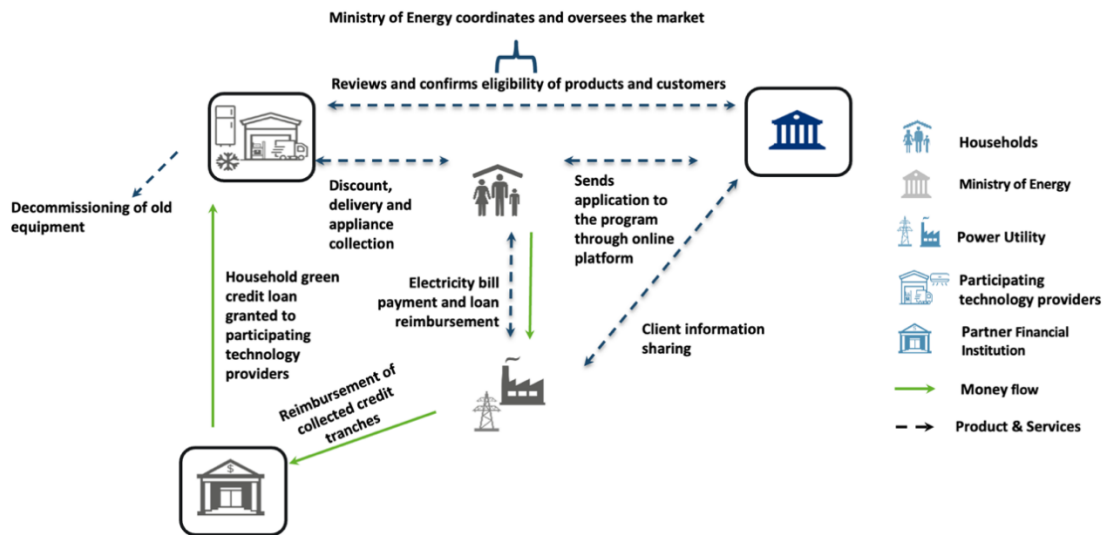 Ministry of Energy coordinates and oversees the market
Reviews and confirms eligibility of products and customers
Decommissioning of old
equipment
Discount,
delivery and
appliance
collection
Sends
application to
the program
through online
platform
Household green
credit loan
granted to
participating
technology
providers
Electricity bill
payment and loan
reimbursement
Client information
sharing
Reimbursement of
collected credit
tranches
$
Households
Ministry of Energy
Power Utility
Participating
technology providers
Partner Financial
Institution
Money flow
Product & Services